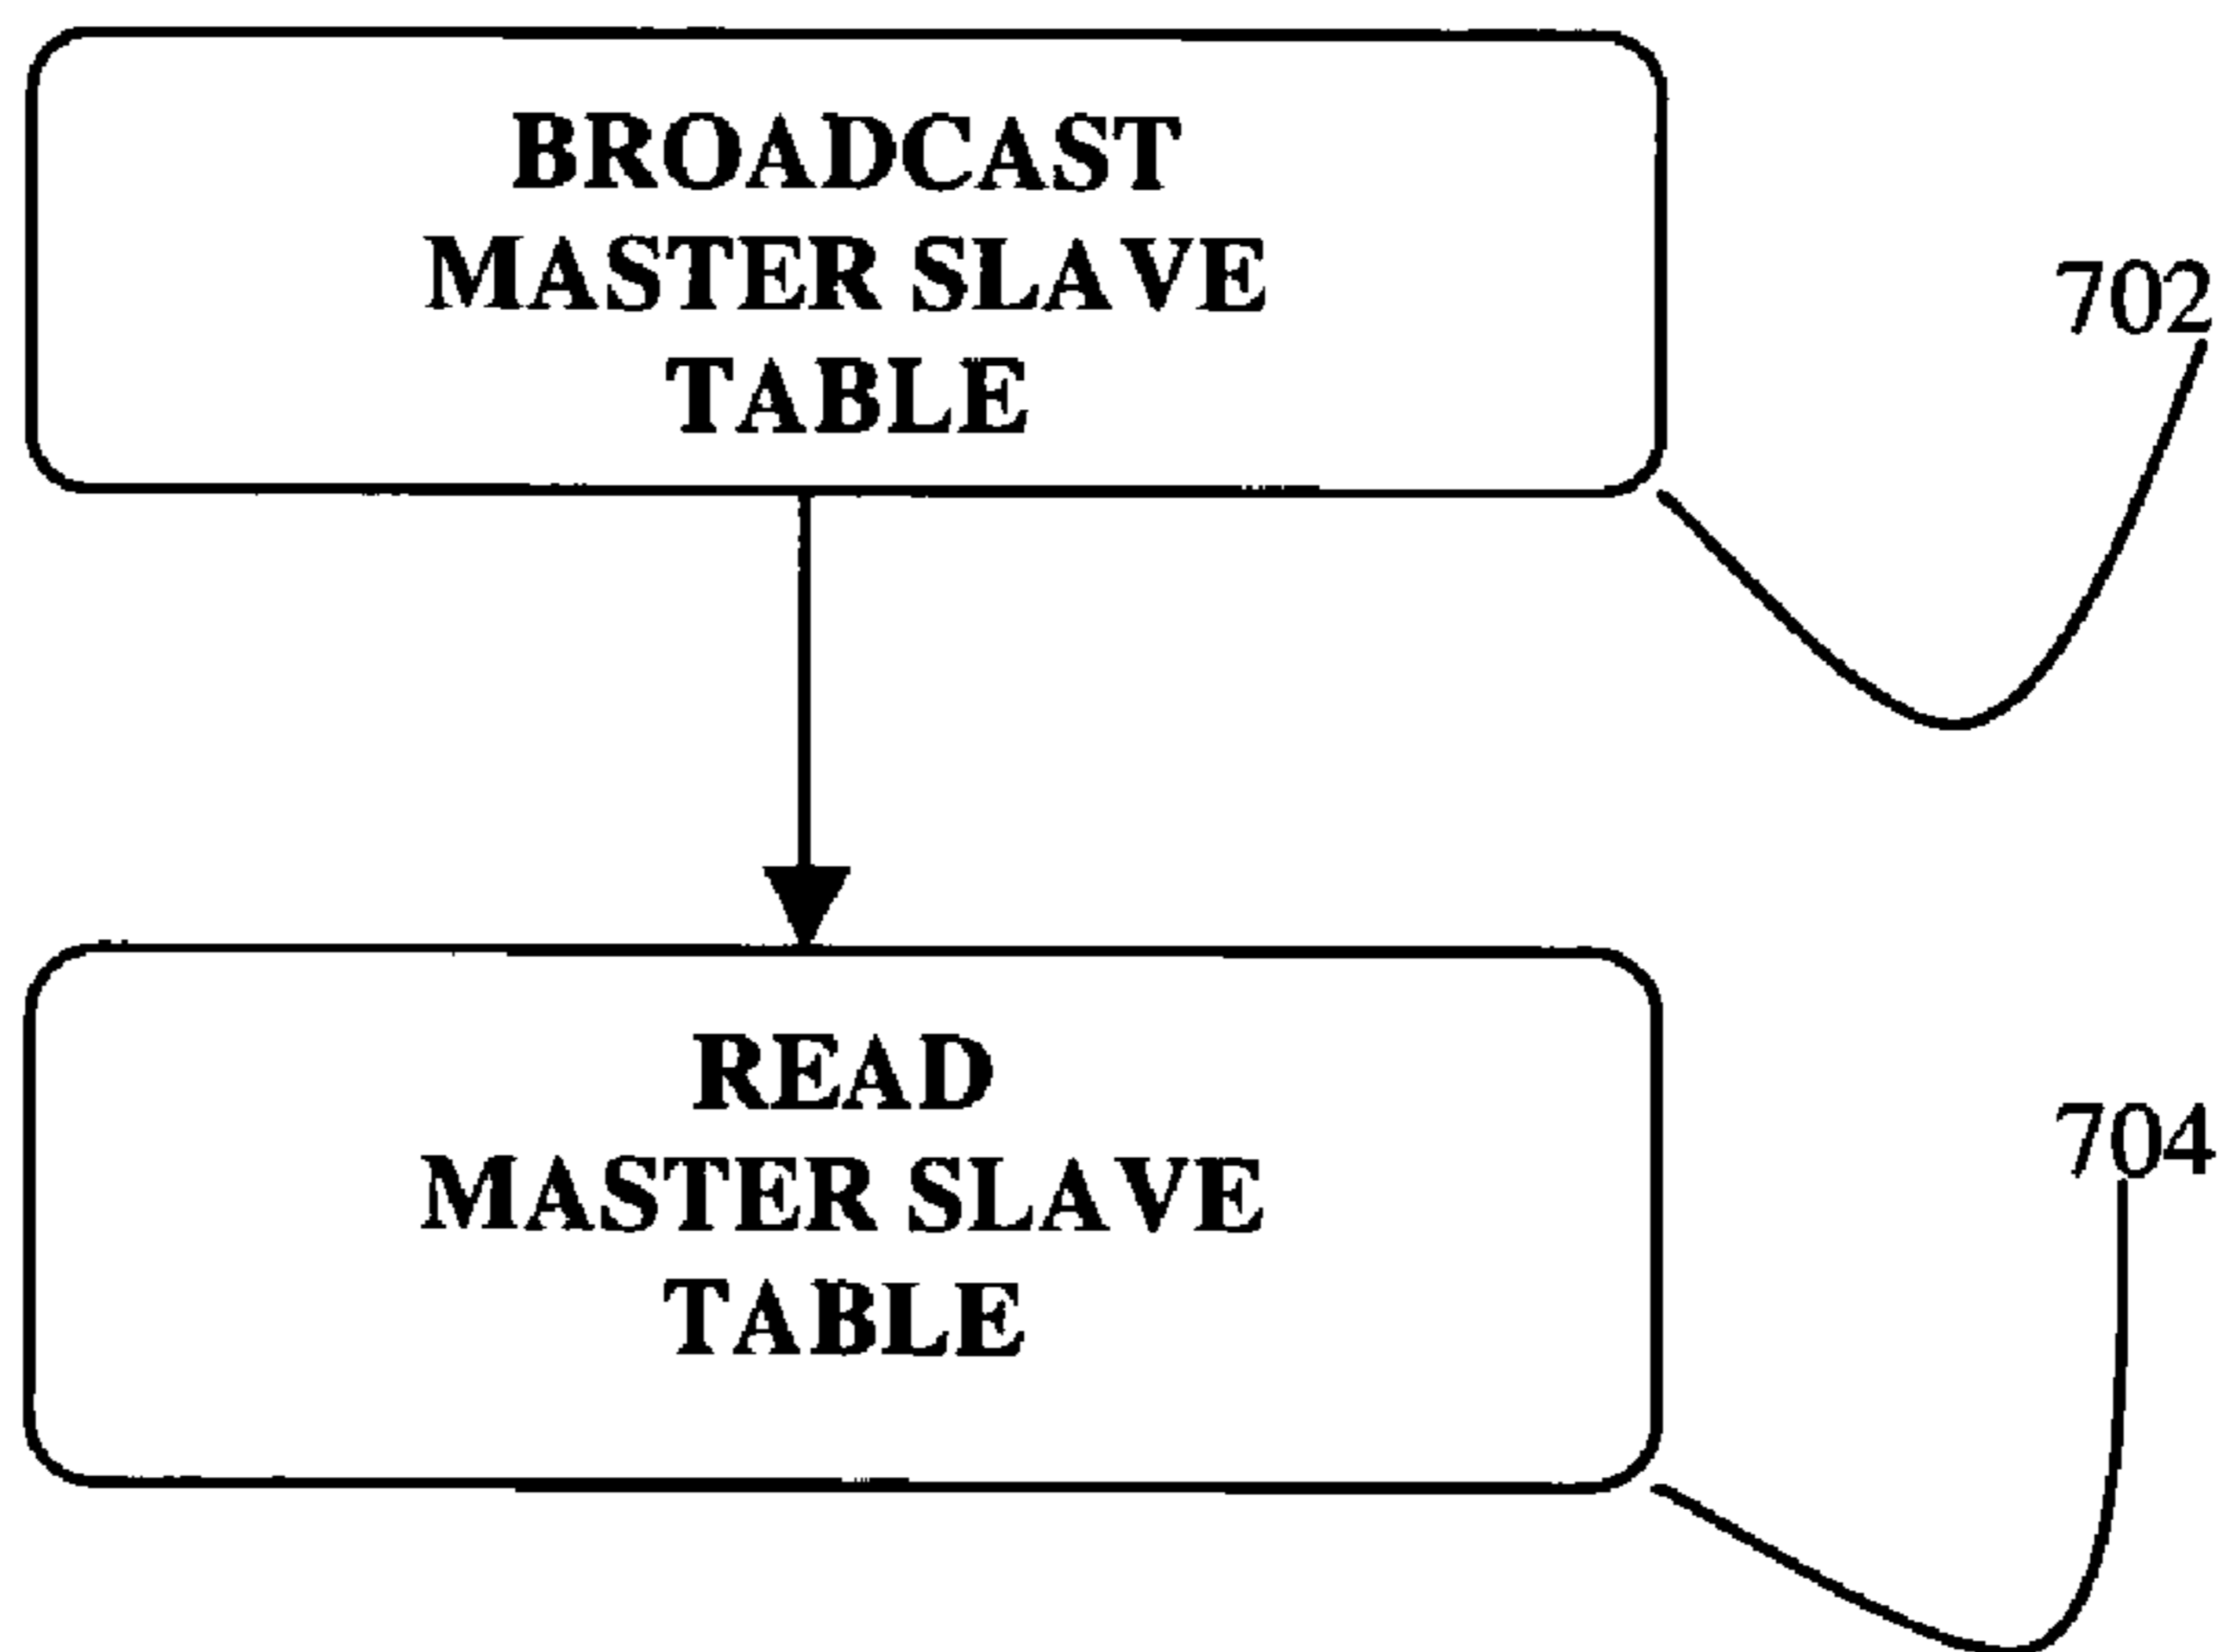 BROADCAST
MASTER SLAVE
TABLE
702
READ
MASTER SLAVE
TABLE
704